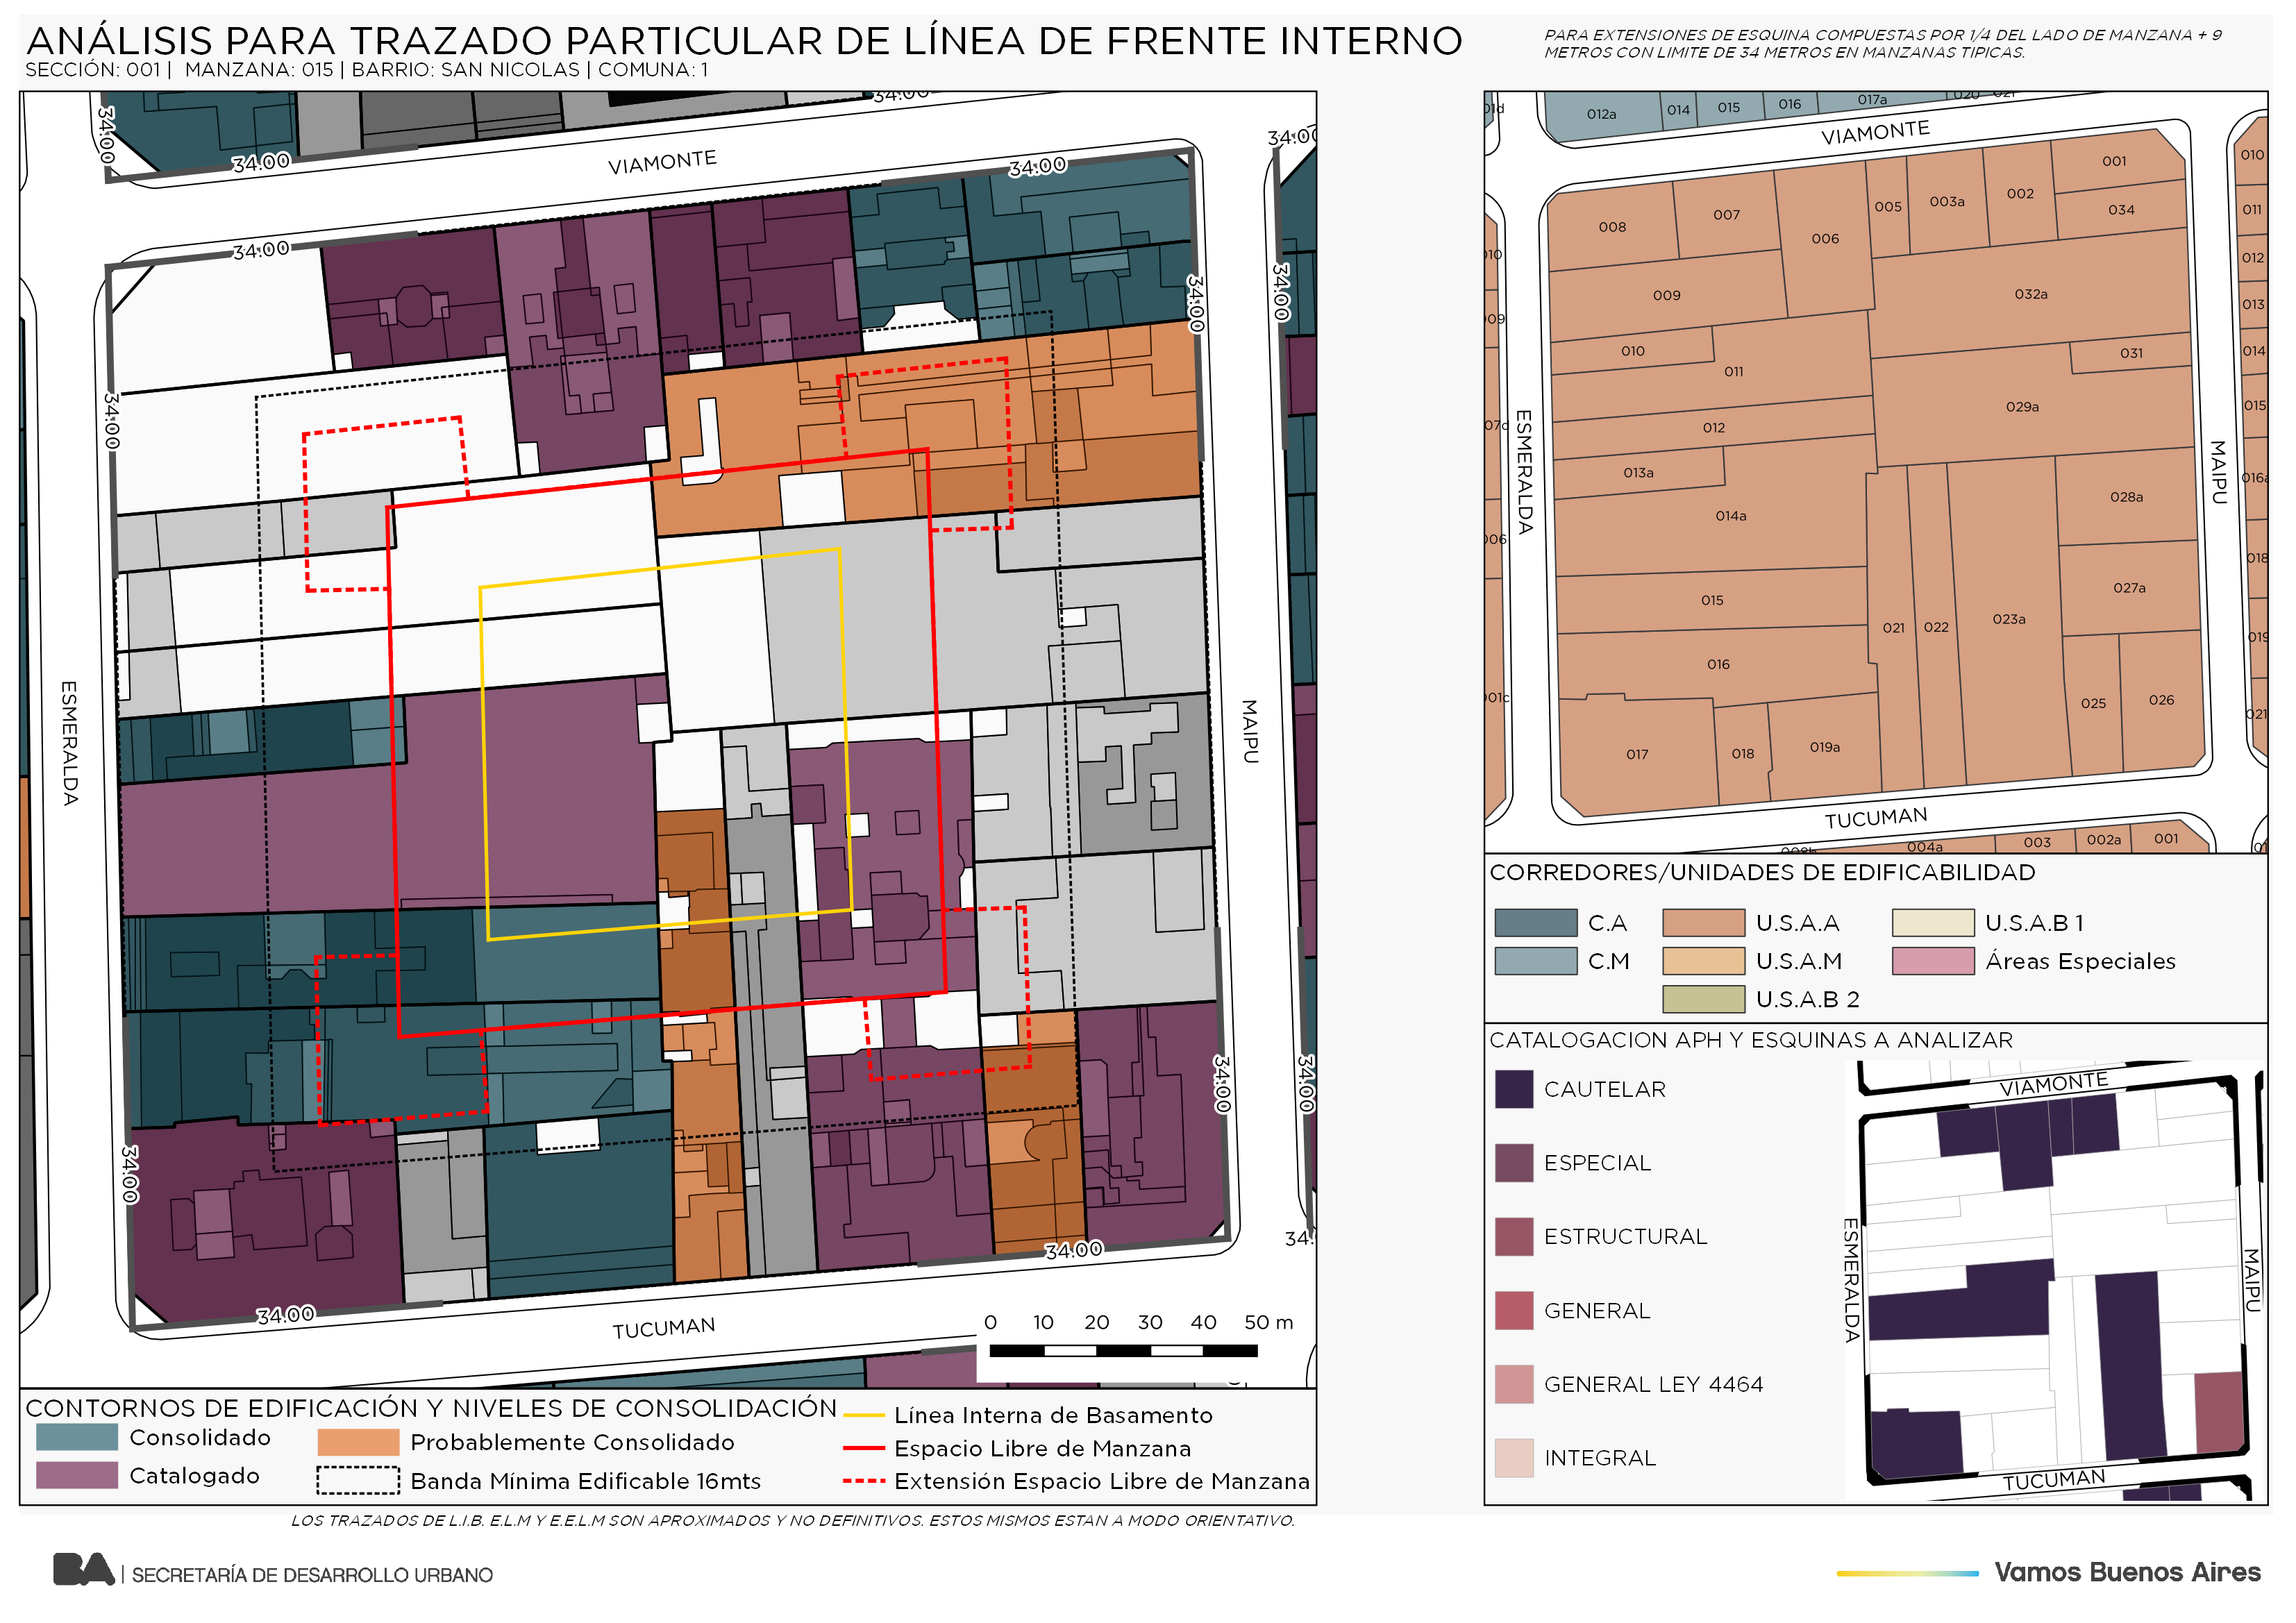 ANÁLISIS PARA TRAZADO PARTICULAR DE LÍNEA DE FRENTE INTERNO
SECCIÓN: 001 | MANZANA: 015 | BARRIO: SAN NICOLAS | COMUNA: 1
PARA EXTENSIONES DE ESQUINA COMPUESTAS POR 1/4 DEL LADO DE MANZANA + 9
METROS CON LIMITE DE 34 METROS EN MANZANAS TIPICAS.
34.00
34.00
34.00
34.00
VIAMONTE
34.00
34.00
34.00
34.00
34.00
ESMERALDA
MAIPU
34.00
34.00
34.00
34.00
34.00
34.
TUCUMAN
0 10 20 30 40 50 m
CONTORNOS DE EDIFICACIÓN Y NIVELES DE CONSOLIDACIÓN
Consolidado
Catalogado
Probablemente Consolidado
Banda Mínima Edificable 16mts
Línea Interna de Basamento
Espacio Libre de Manzana
Extensión Espacio Libre de Manzana
LOS TRAZADOS DE L.I.B. E.L.M Y E.E.L.M SON APROXIMADOS Y NO DEFINITIVOS. ESTOS MISMOS ESTAN A MODO ORIENTATIVO.
01d
012a
014
015
016
017a
VIAMONTE
001
010
008
007
006
005
003a
002
034
011
012
10
009
032a
013
09
010
011
031
014
029a
015
07d
012
ESMERALDA
MAIPU
013a
014a
028a
016a
006
018
015
027a
021
022
023a
019
016
01c
025
026
021
017
018
019a
TUCUMAN
004a
003
002a
001
CORREDORES/UNIDADES DE EDIFICABILIDAD
C.A
U.S.A.A
U.S.A.B 1
C.M
U.S.A.M
Áreas Especiales
U.S.A.B 2
CATALOGACION APH Y ESQUINAS A ANALIZAR
CAUTELAR
ESPECIAL
ESTRUCTURAL
GENERAL
GENERAL LEY 4464
INTEGRAL
VIAMONTE
ESMERALDA
MAIPU
TUCUMAN
BA | SECRETARÍA DE DESARROLLO URBANO
Vamos Buenos Aires